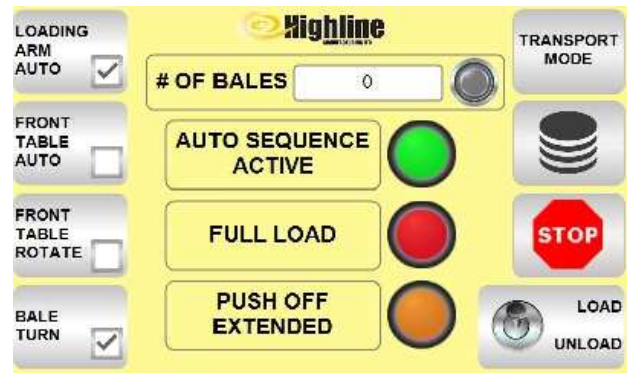 LOADING
ARM
AUTO
Highline
TRANSPORT
MODE
# OF BALES
0
FRONT
TABLE
AUTO
AUTO SEQUENCE
ACTIVE
FRONT
TABLE
ROTATE
FULL LOAD
STOP
BALE
TURN
PUSH OFF
EXTENDED
LOAD
UNLOAD